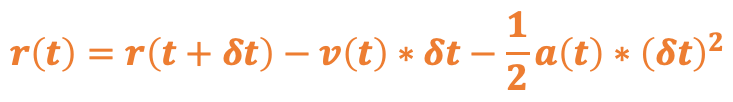 r(t) = r(t + δt) − v(t) * δt − 1/2 a(t) * (δt)²